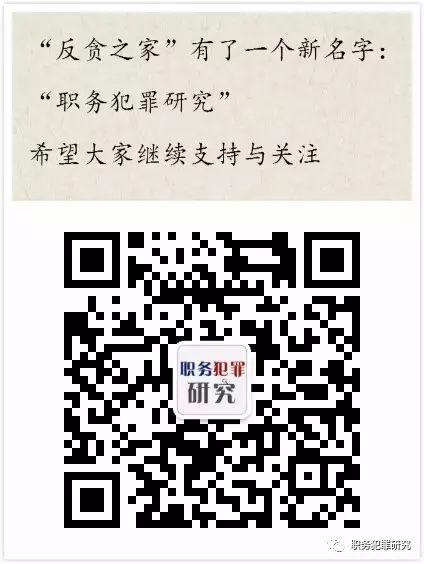 “反贪之家”有了一个新名字：
“职务犯罪研究”
希望大家继续支持与关注
职务犯罪
研究
职务犯罪研究